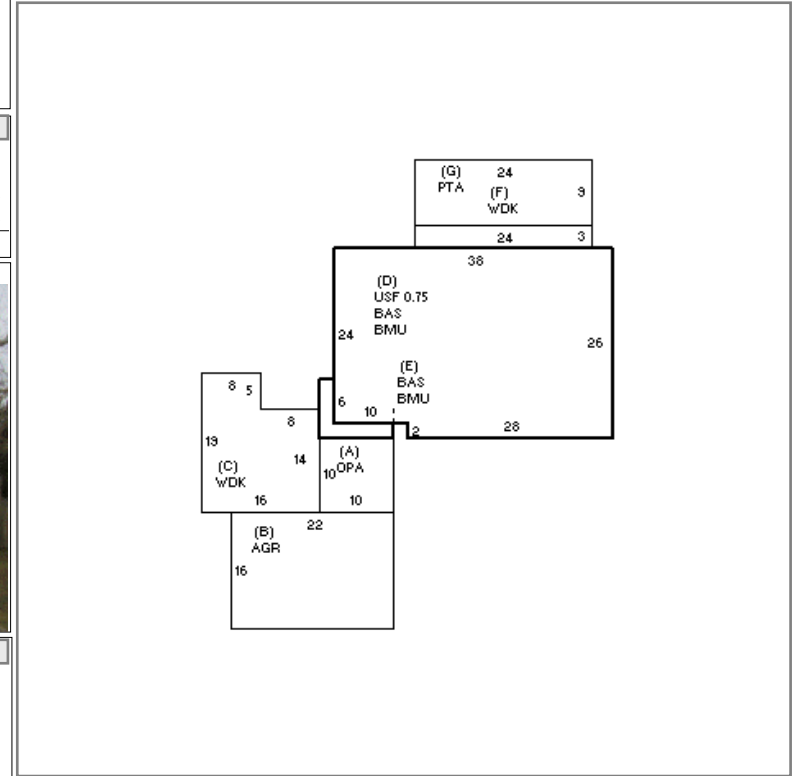 (G)
PTA
24
(F)
WDK
9
24
3
38
(D)
USF 0.75
BAS
BMU
24
26
(E)
BAS
BMU
8
5
6
10
8
2
28
19
14
(A)
OPA
10
(C)
WDK
16
10
22
(B)
AGR
16